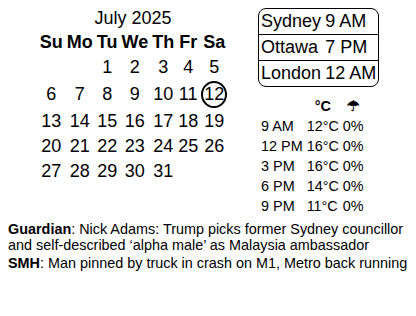 July 2025
Su Mo Tu We Th Fr Sa
1 2 3 4 5
6 7 8 9 10 11 12
13 14 15 16 17 18 19
20 21 22 23 24 25 26
27 28 29 30 31
Sydney 9 AM
Ottawa 7 PM
London 12 AM
°C ☂
9 AM 12°C 0%
12 PM 16°C 0%
3 PM 16°C 0%
6 PM 14°C 0%
9 PM 11°C 0%
Guardian: Nick Adams: Trump picks former Sydney councillor
and self-described ‘alpha male’ as Malaysia ambassador
SMH: Man pinned by truck in crash on M1, Metro back running